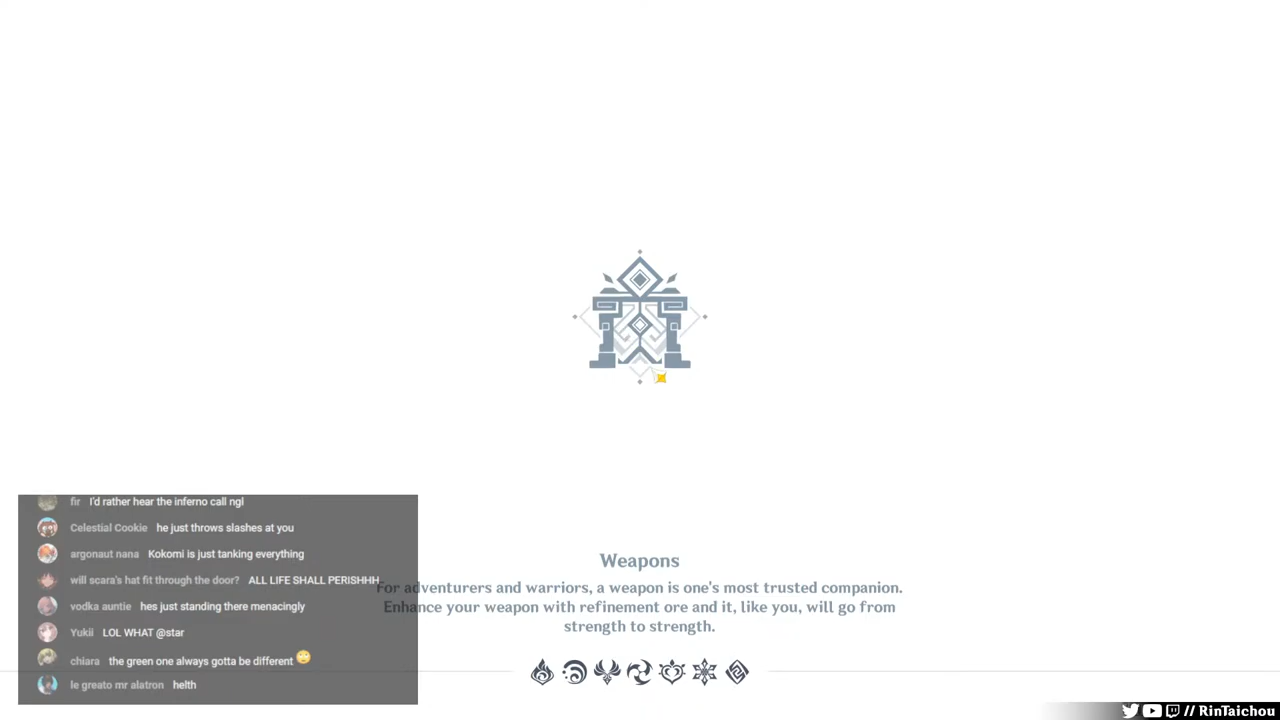 fir I'd rather hear the inferno call ngl
Celestial Cookie he just throws slashes at you
argonaut nana Kokomi is just tanking everything
will scara's hat fit through the door? ALL LIFE SHALL PERISHHH
vodka auntie hes just standing there menacingly
Yukii LOL WHAT @star
chiara the green one always gotta be different
le greato mr alatron helth
Weapons
For adventurers and warriors, a weapon is one's most trusted companion.
Enhance your weapon with refinement ore and it, like you, will go from
strength to strength.
// RinTaichou